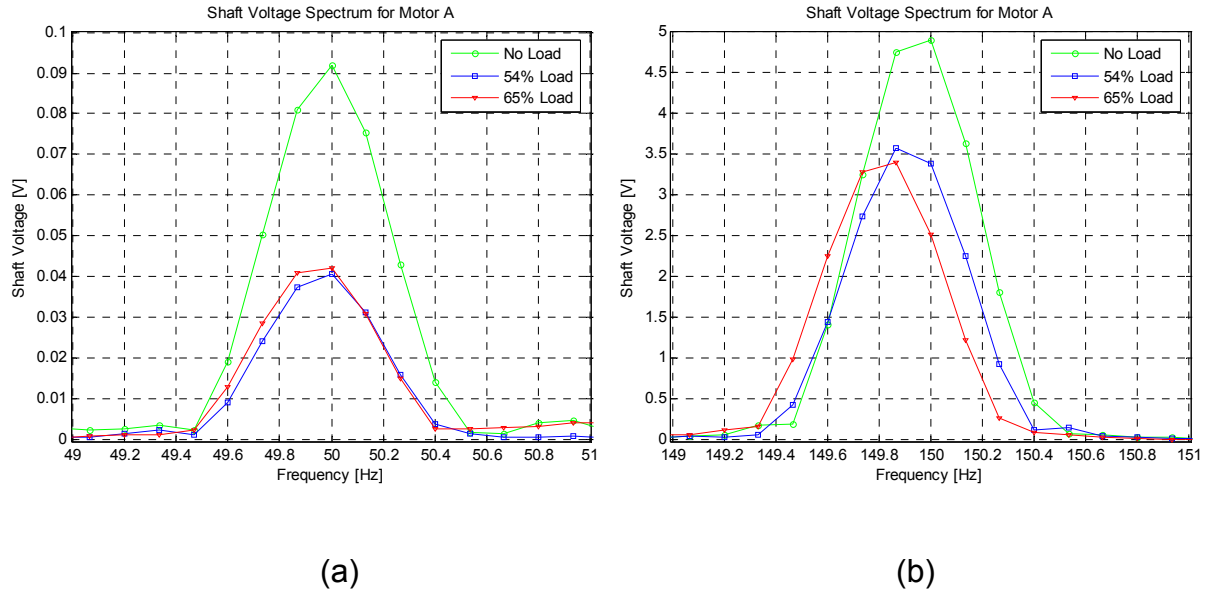 Shaft Voltage Spectrum for Motor A
0.1
0.09
0.08
0.07
0.06
0.05
0.04
0.03
0.02
0.01
0
Shaft Voltage [V]
No Load
54% Load
65% Load
49 49.2 49.4 49.6 49.8 50 50.2 50.4 50.6 50.8 51
Frequency [Hz]
(a)
Shaft Voltage Spectrum for Motor A
5
4.5
4
3.5
3
2.5
2
1.5
1
0.5
0
Shaft Voltage [V]
No Load
54% Load
65% Load
149 149.2 149.4 149.6 149.8 150 150.2 150.4 150.6 150.8 151
Frequency [Hz]
(b)